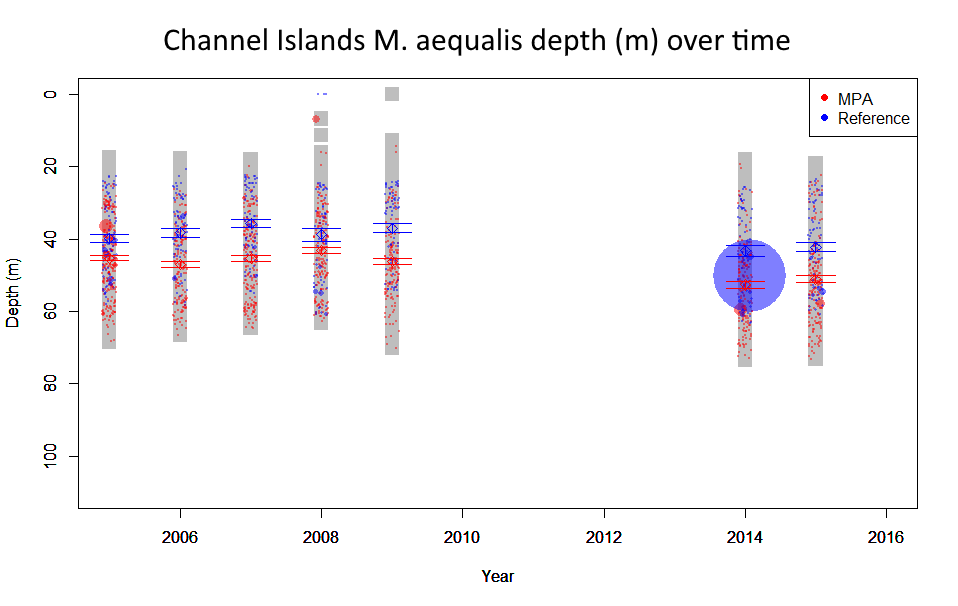 Channel Islands M. aequalis depth (m) over time
MPA
Reference
0
20
40
60
80
100
Depth (m)
2006
2008
2010
2012
2014
2016
Year